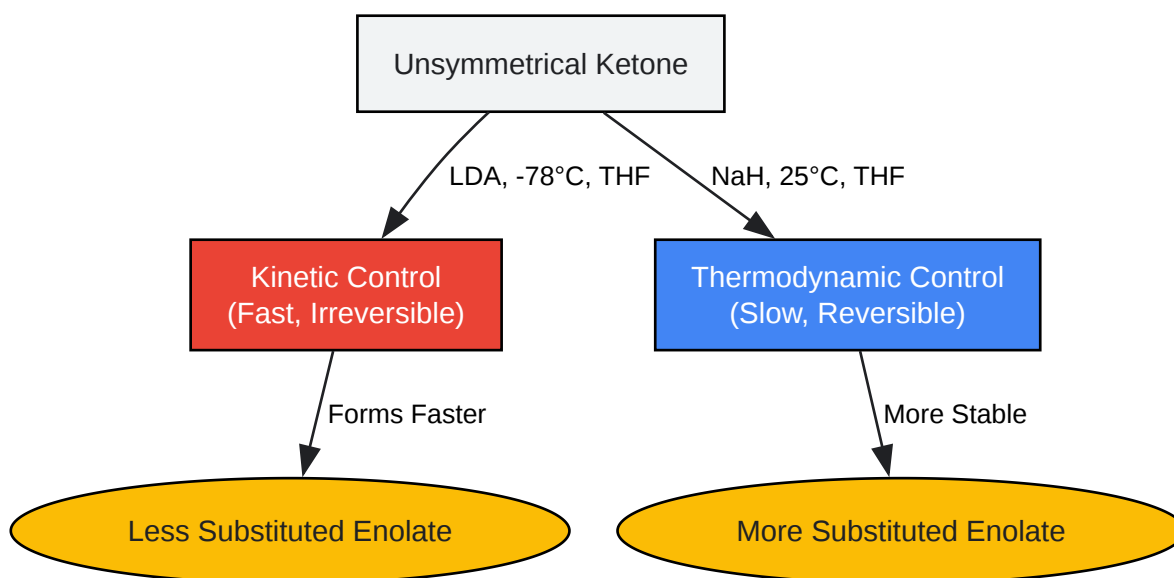 Unsymmetrical Ketone
LDA, -78°C, THF
NaH, 25°C, THF
Kinetic Control
(Fast, Irreversible)
Thermodynamic Control
(Slow, Reversible)
Forms Faster
More Stable
Less Substituted Enolate
More Substituted Enolate